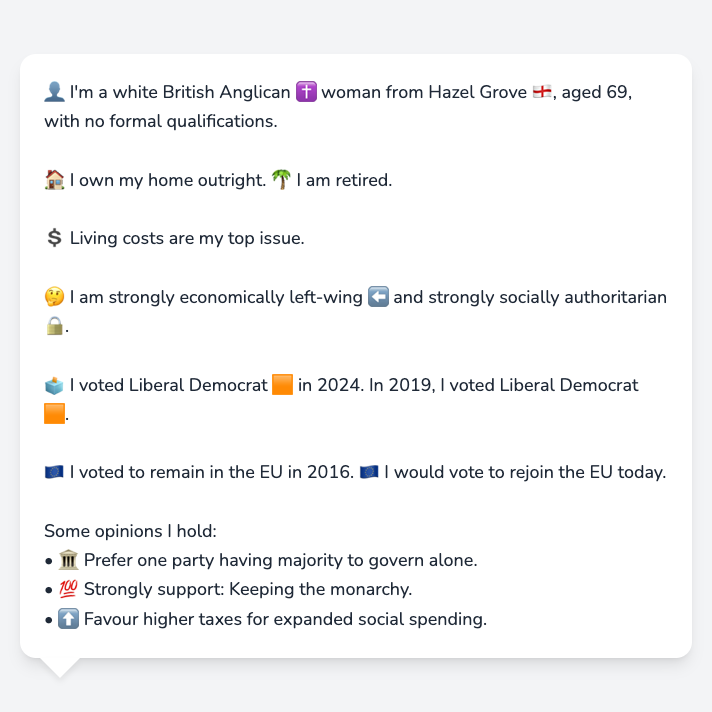 👤 I'm a white British Anglican ✝️ woman from Hazel Grove 🏴󠁧󠁢󠁥󠁮󠁧󠁿, aged 69,
with no formal qualifications.
🏠 I own my home outright. 🌴 I am retired.
💲 Living costs are my top issue.
🤔 I am strongly economically left-wing ⬅️ and strongly socially authoritarian
🔒.
🗳️ I voted Liberal Democrat 🟧 in 2024. In 2019, I voted Liberal Democrat
🟧.
🇪🇺 I voted to remain in the EU in 2016. 🇪🇺 I would vote to rejoin the EU today.
Some opinions I hold:
• 🏛️ Prefer one party having majority to govern alone.
• 💯 Strongly support: Keeping the monarchy.
• ⬆️ Favour higher taxes for expanded social spending.